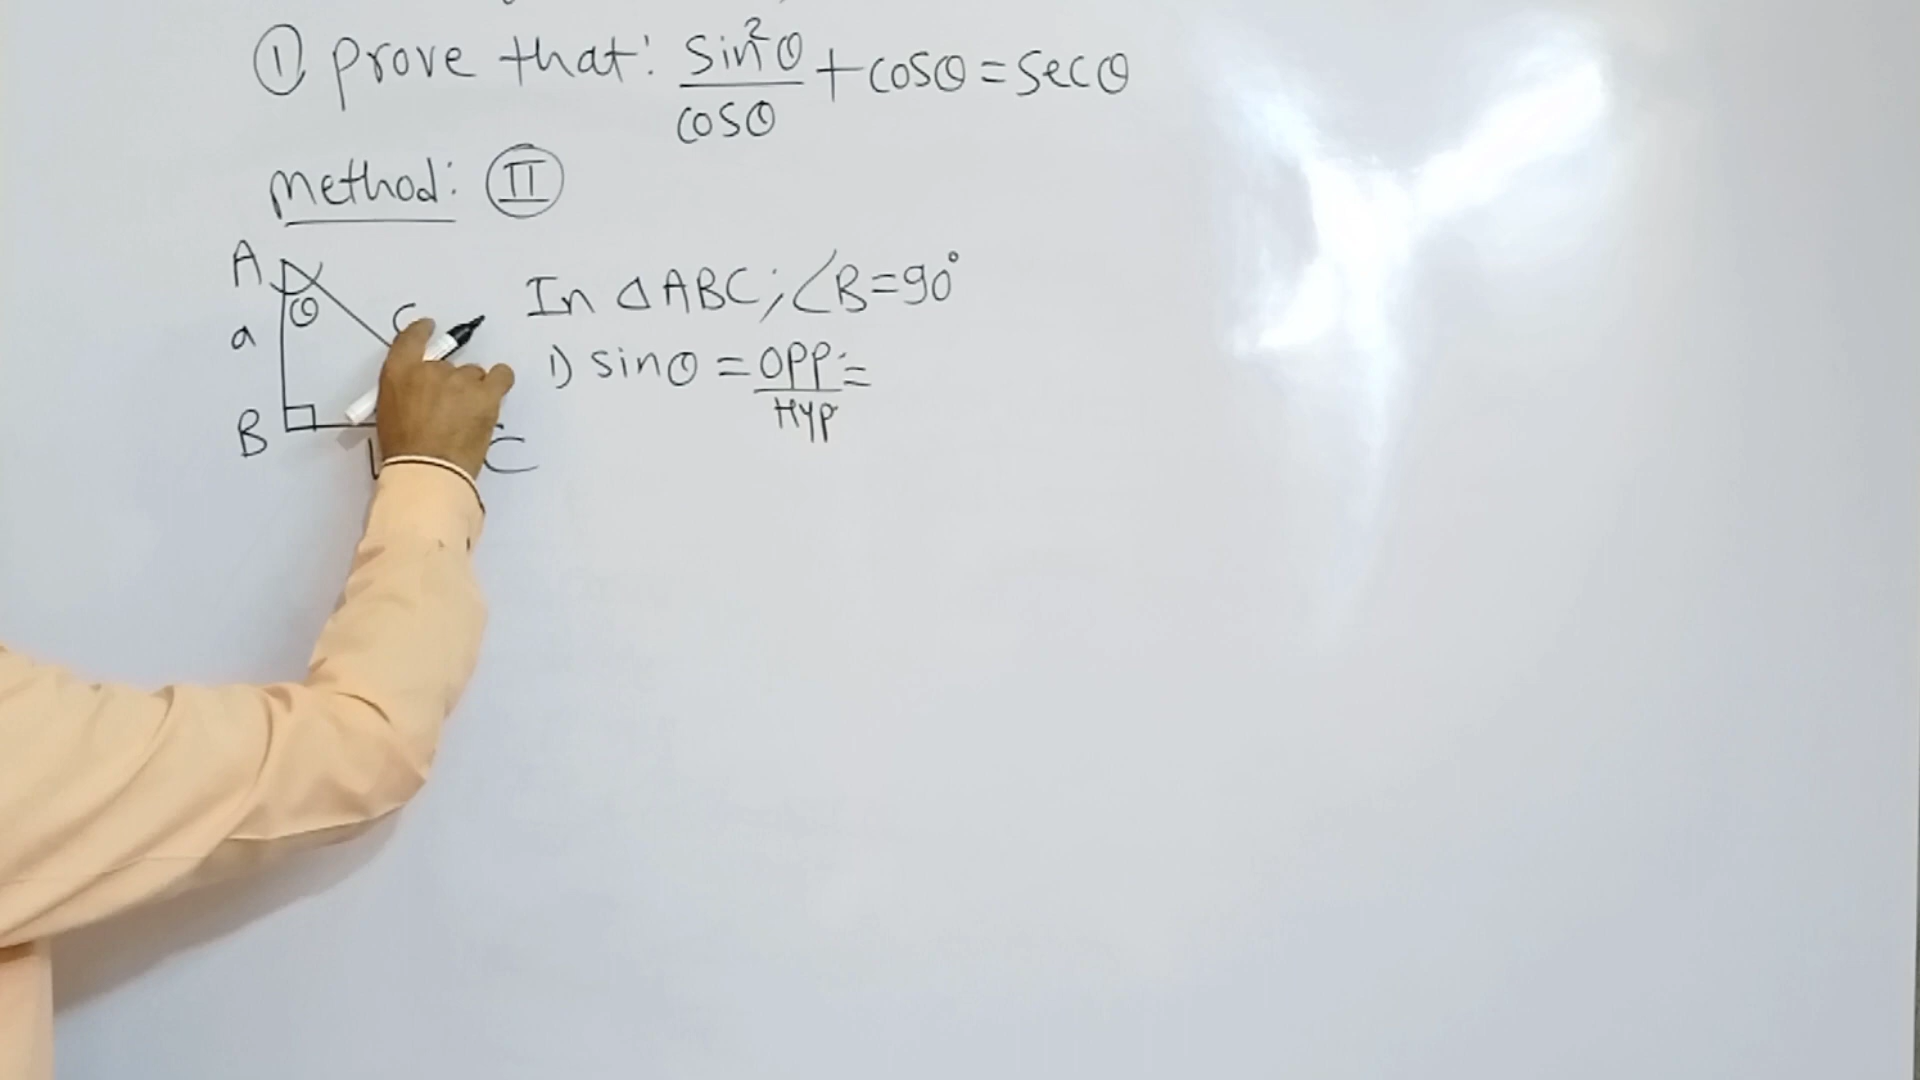 ① prove that: sin²θ/cosθ + cosθ = secθ
method: Ⅱ
A
θ
a
c
B
C
In △ABC; ∠B=90°
1) sinθ = opp/Hyp =